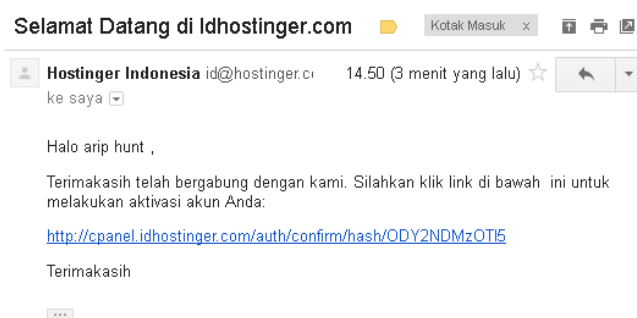 Selamat Datang di Idhostinger.com Kotak Masuk x
Hostinger Indonesia id@hostinger.c 14.50 (3 menit yang lalu)
ke saya
Halo arip hunt ,
Terimakasih telah bergabung dengan kami. Silahkan klik link di bawah ini untuk
melakukan aktivasi akun Anda:
http://cpanel.idhostinger.com/auth/confirm/hash/ODY2NDMzOTI5
Terimakasih